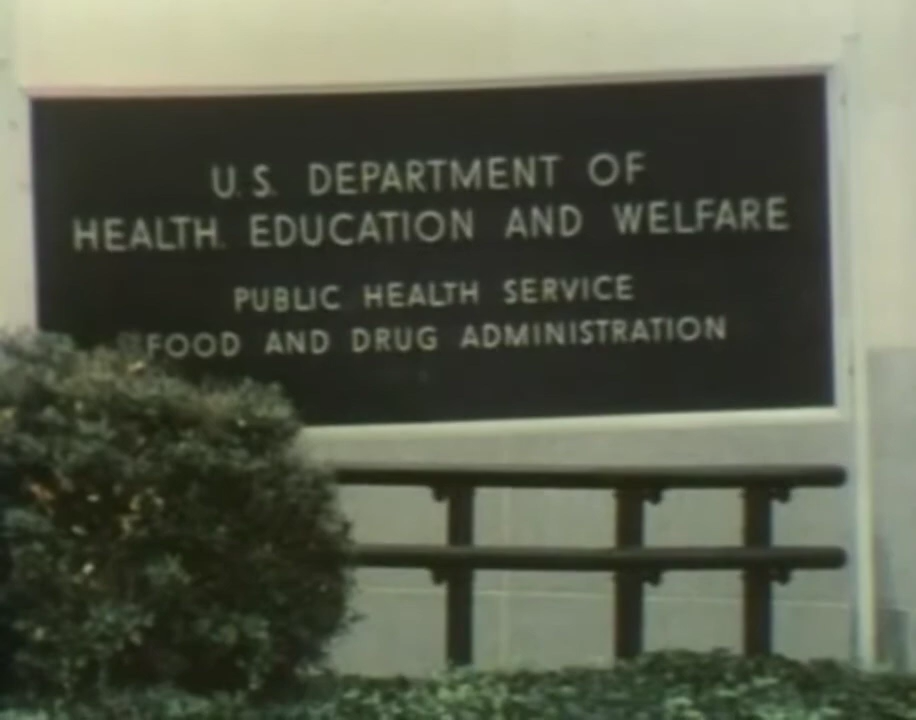 U.S. DEPARTMENT OF
HEALTH, EDUCATION AND WELFARE
PUBLIC HEALTH SERVICE
FOOD AND DRUG ADMINISTRATION